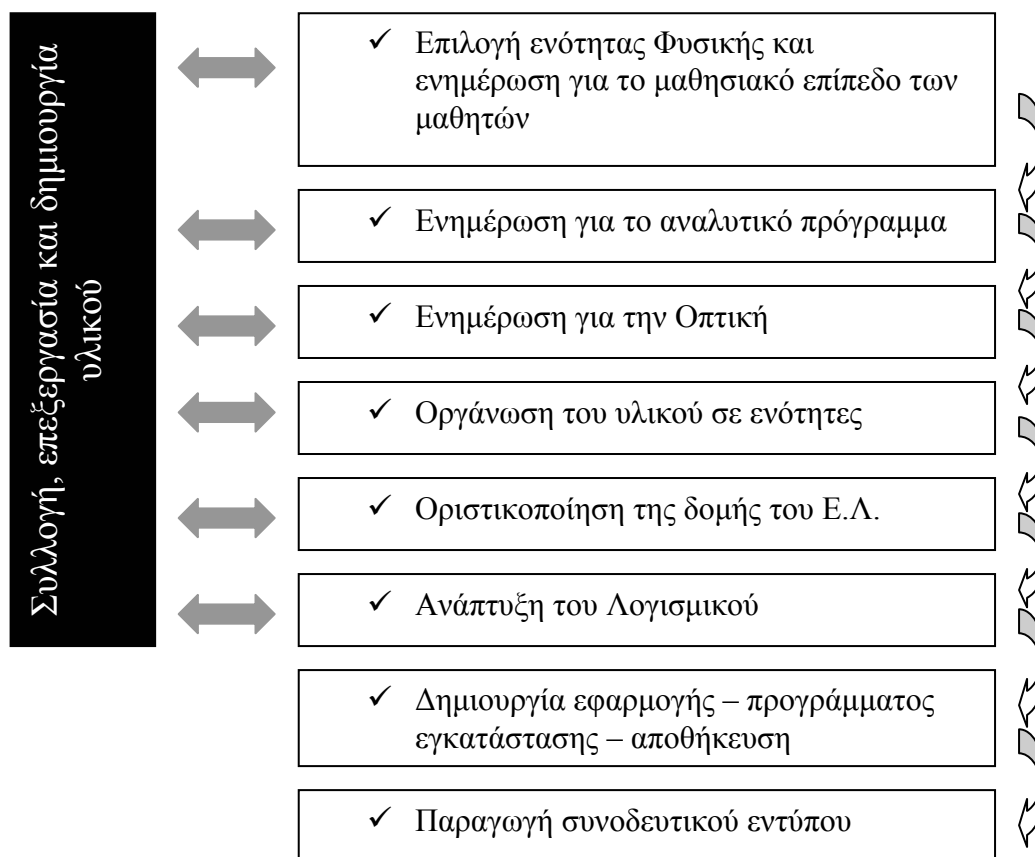 Συλλογή, επεξεργασία και δημιουργία
υλικού
✓ Επιλογή ενότητας Φυσικής και
ενημέρωση για το μαθησιακό επίπεδο των
μαθητών
✓ Ενημέρωση για το αναλυτικό πρόγραμμα
✓ Ενημέρωση για την Οπτική
✓ Οργάνωση του υλικού σε ενότητες
✓ Οριστικοποίηση της δομής του Ε.Λ.
✓ Ανάπτυξη του Λογισμικού
✓ Δημιουργία εφαρμογής – προγράμματος
εγκατάστασης – αποθήκευση
✓ Παραγωγή συνοδευτικού εντύπου